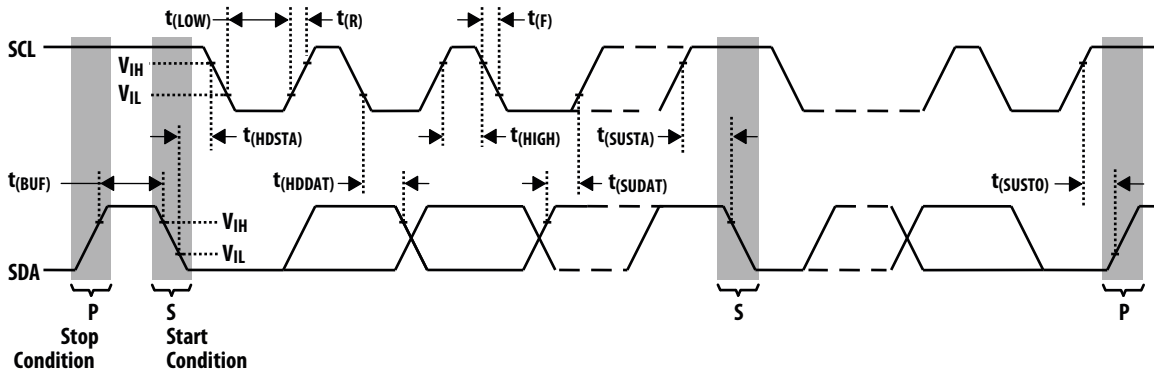 t(LOW)
t(R)
t(F)
SCL
VIH
VIL
t(HDSTA)
t(HIGH)
t(SUSTA)
t(BUF)
t(HDDAT)
t(SUDAT)
t(SUSTO)
VIH
VIL
SDA
P
S
S
P
Stop
Condition
Start
Condition